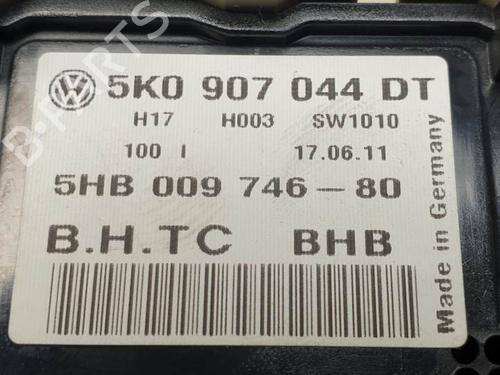 5K0 907 044 DT
H17 H003 SW1010
100 I 17.06.11
5HB 009 746-80
B.H.TC BHB
Made in Germany
B-PARTS